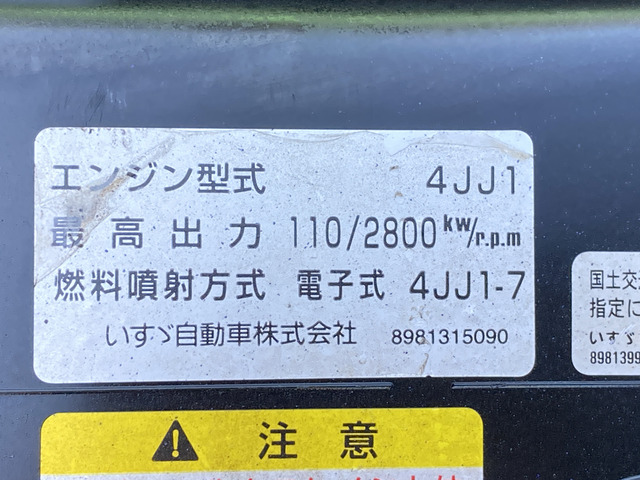 エンジン型式 4JJ1
最高出力 110/2800kW/r.p.m
燃料噴射方式 電子式 4JJ1-7
いすゞ自動車株式会社 8981315090
国土交
指定に
いすゞ
8981399
注意